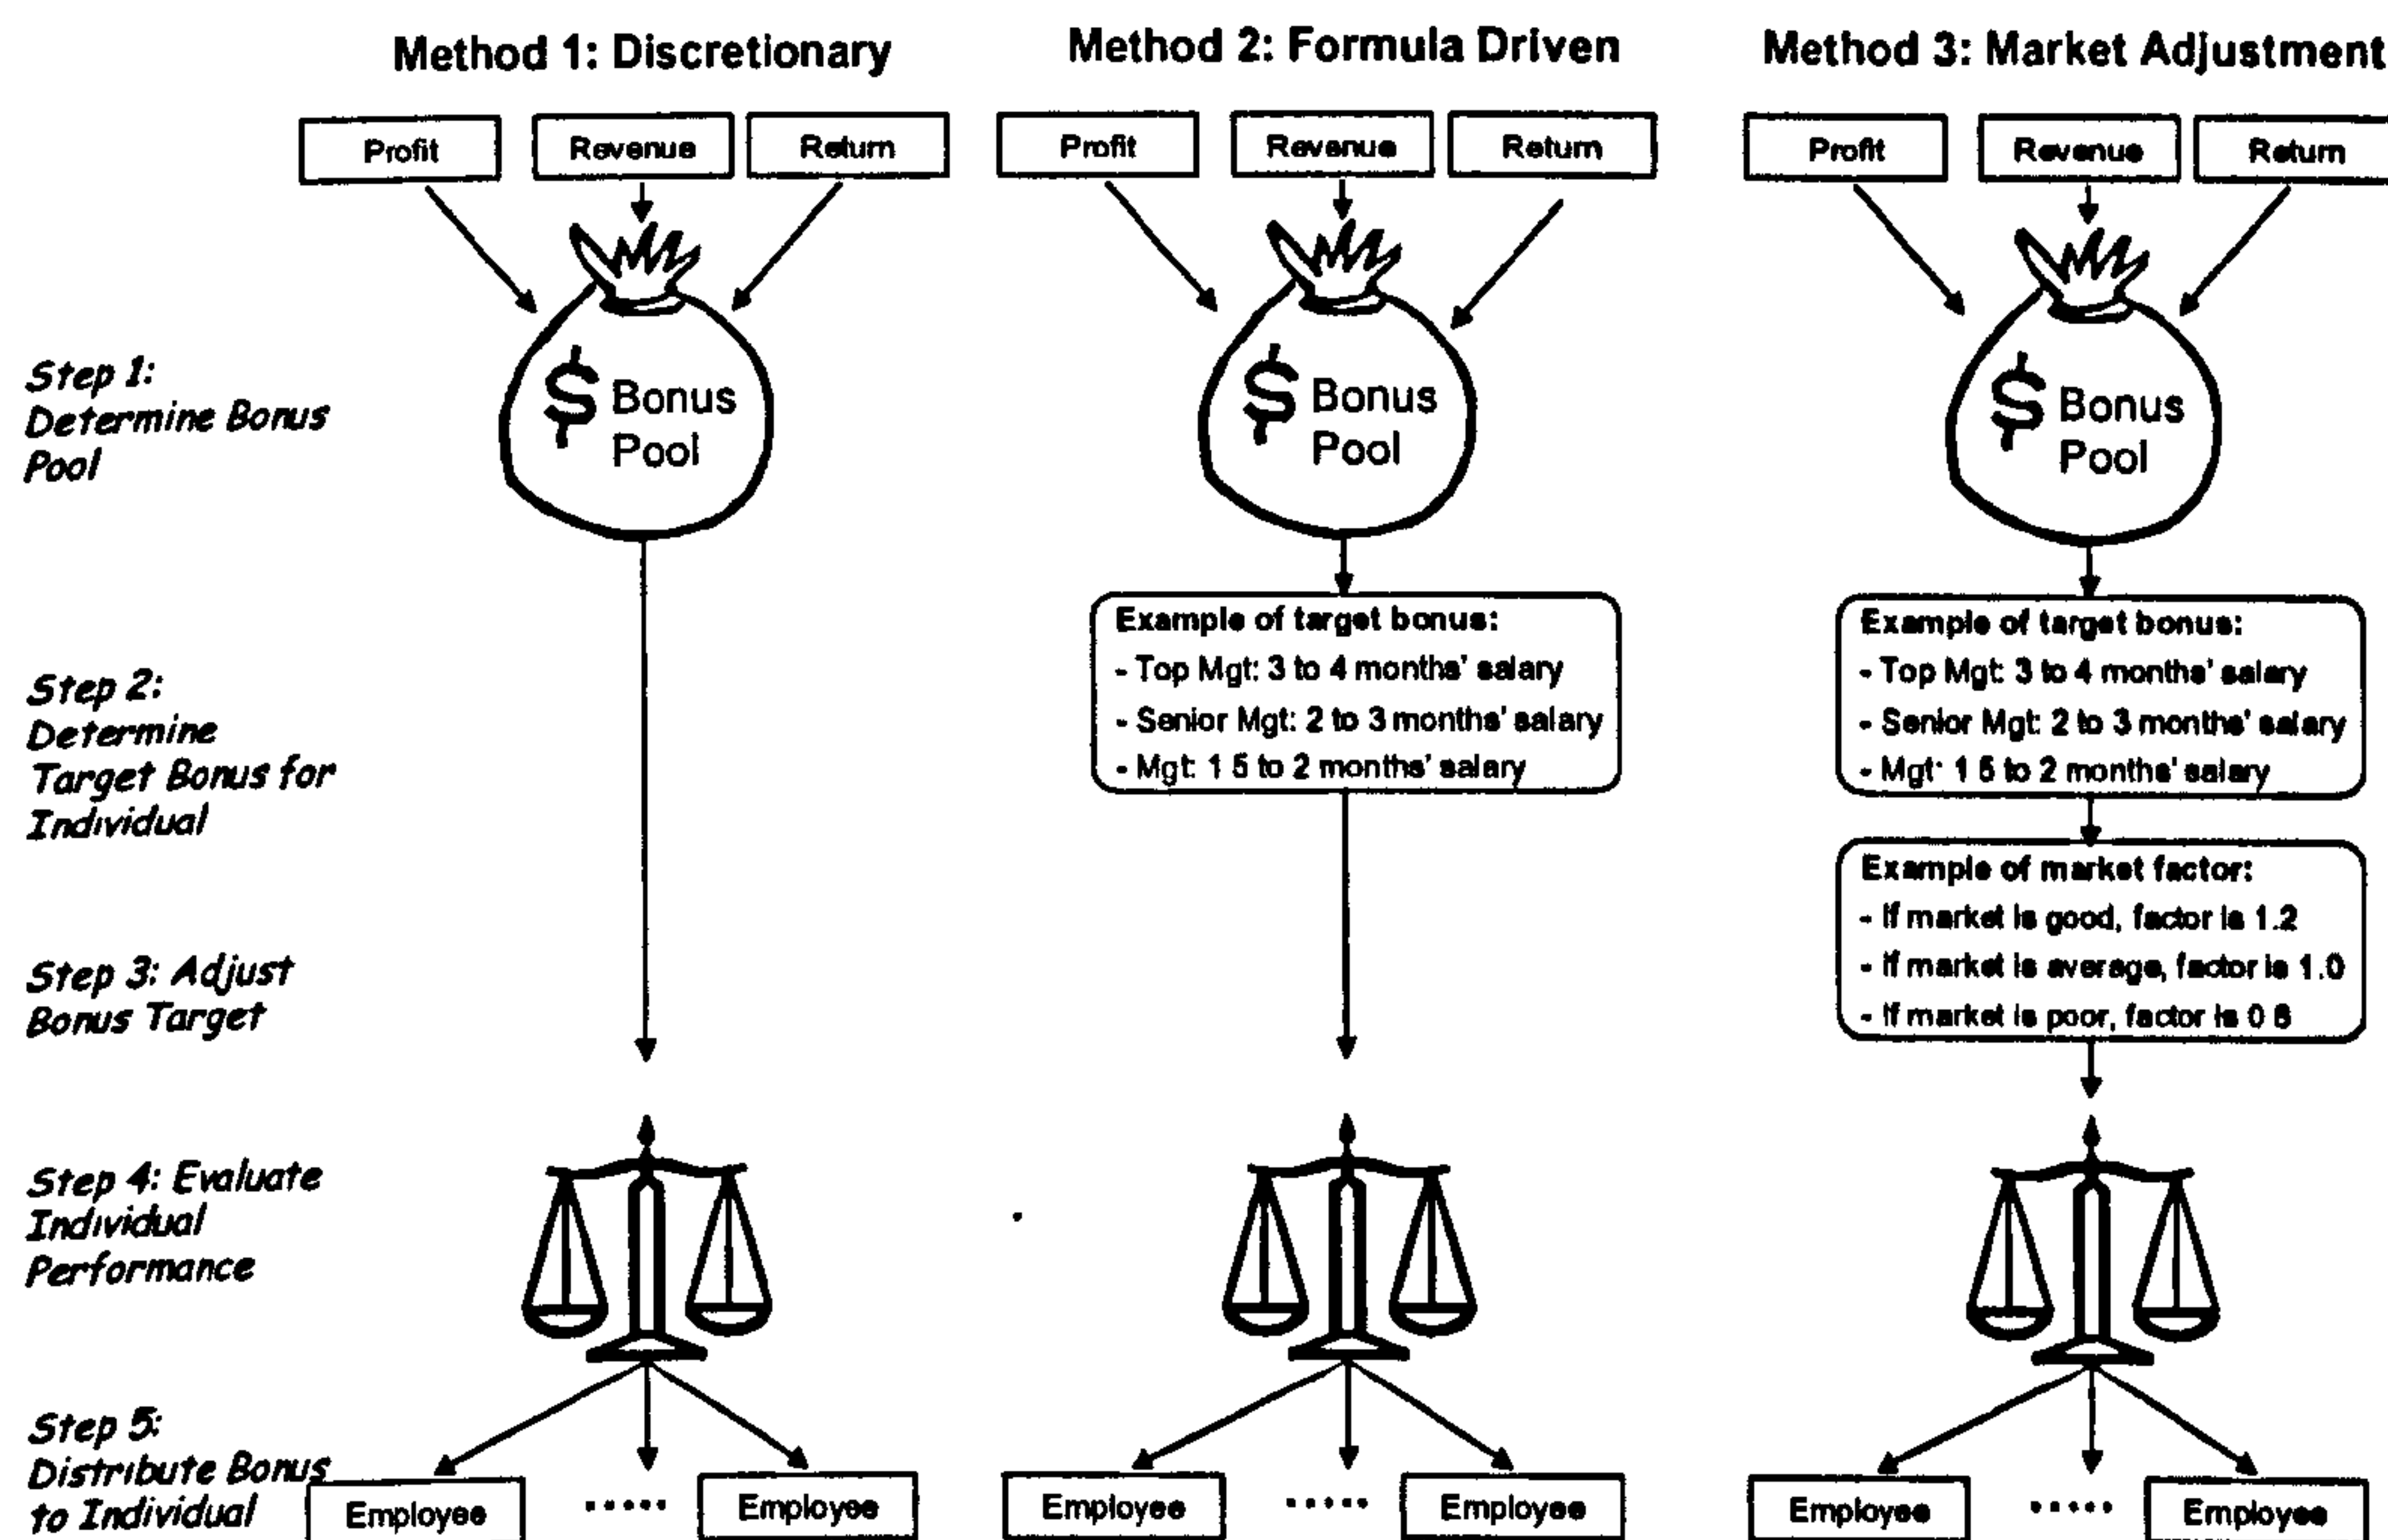 Method 1: Discretionary
Method 2: Formula Driven
Method 3: Market Adjustment
Profit
Revenue
Return
Profit
Revenue
Return
Profit
Revenue
Return
Step 1:
Determine Bonus
Pool
$ Bonus
Pool
$ Bonus
Pool
$ Bonus
Pool
Step 2:
Determine
Target Bonus for
Individual
Example of target bonus:
- Top Mgt: 3 to 4 months' salary
- Senior Mgt: 2 to 3 months' salary
- Mgt: 1 5 to 2 months' salary
Example of target bonus:
- Top Mgt: 3 to 4 months' salary
- Senior Mgt: 2 to 3 months' salary
- Mgt: 1 5 to 2 months' salary
Step 3: Adjust
Bonus Target
Example of market factor:
- If market is good, factor is 1.2
- If market is average, factor is 1.0
- If market is poor, factor is
Step 4: Evaluate
Individual
Performance
Step 5:
Distribute Bonus
to Individual
Employee
.....
Employee
Employee
.....
Employee
Employee
.....
Employee